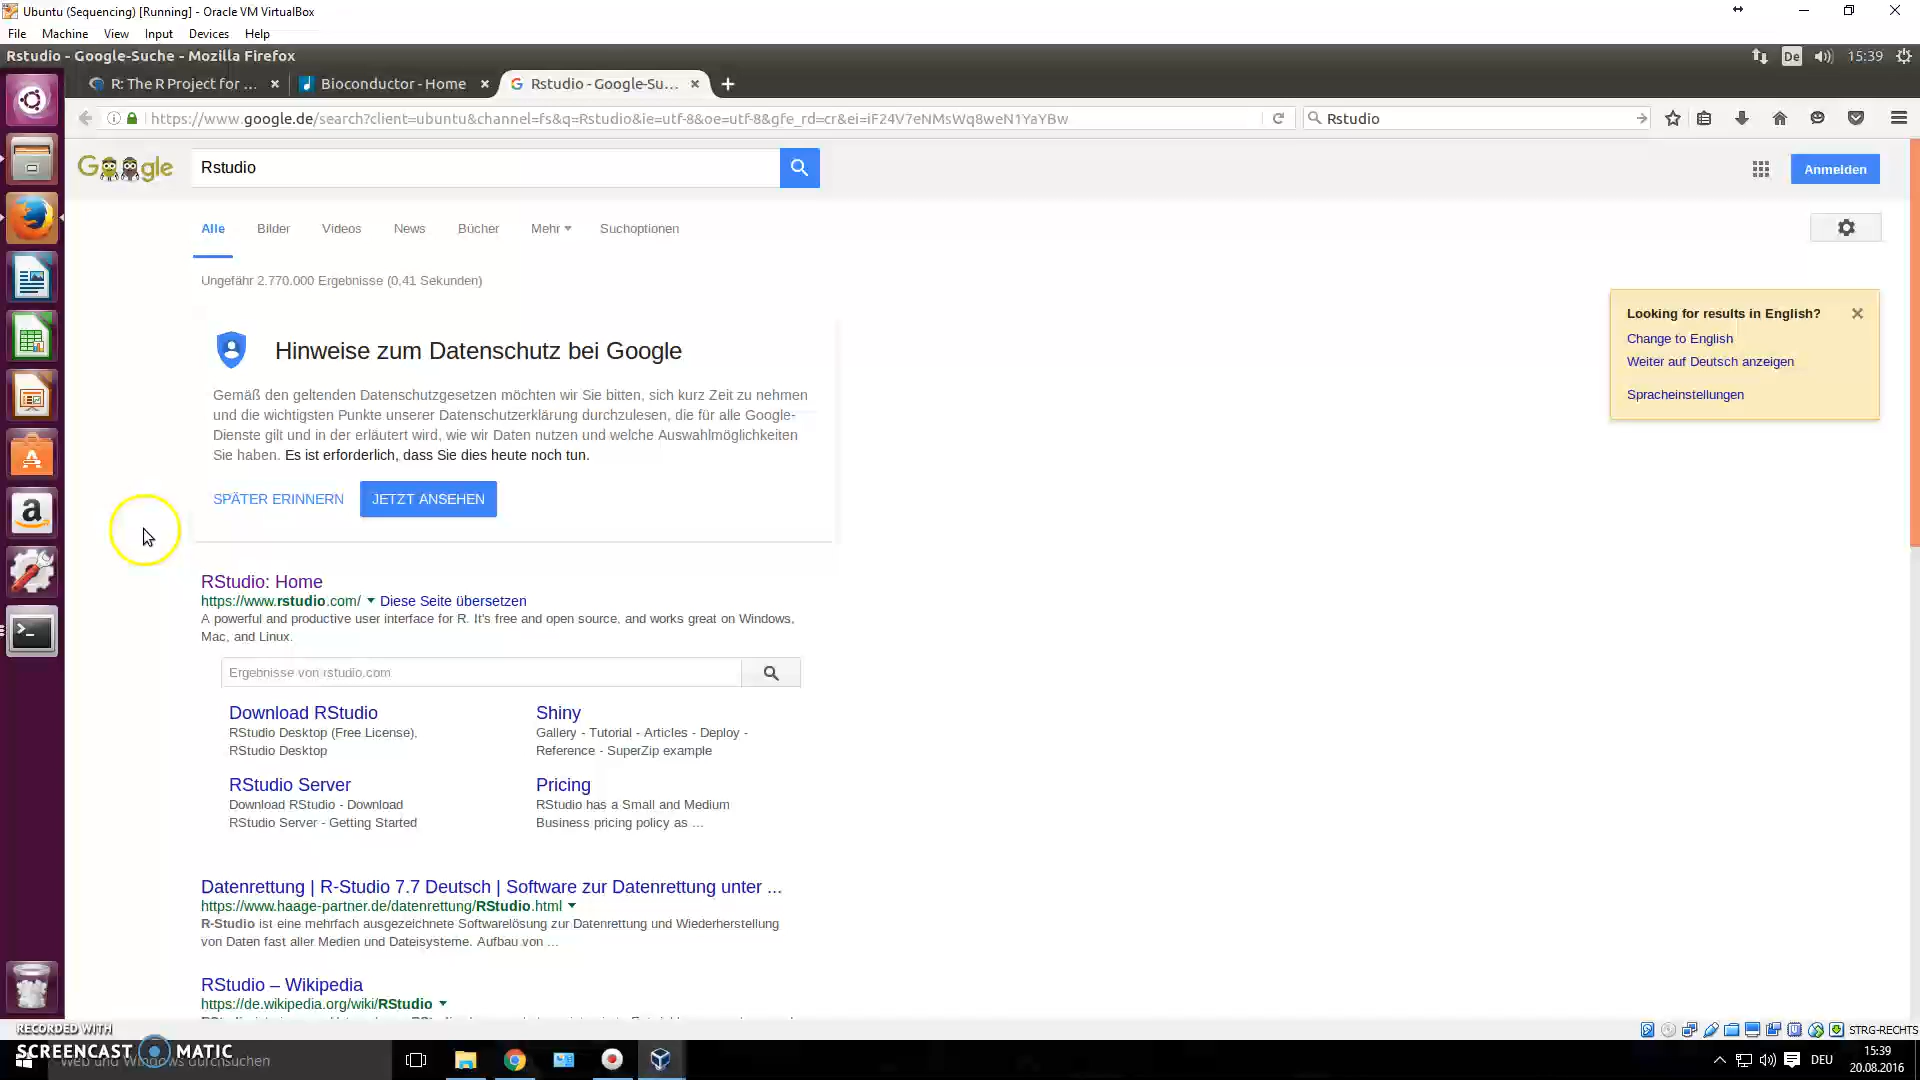 Ubuntu (Sequencing) [Running] - Oracle VM VirtualBox
File Machine View Input Devices Help
Rstudio - Google-Suche - Mozilla Firefox
De 15:39
R: The R Project for ... Bioconductor - Home Rstudio - Google-Su...
https://www.google.de/search?client=ubuntu&channel=fs&q=Rstudio&ie=utf-8&oe=utf-8&gfe_rd=cr&ei=iF24V7eNMsWq8weN1YaYBw
Rstudio
Google Rstudio
Anmelden
Alle Bilder Videos News Bücher Mehr Suchoptionen
Ungefähr 2.770.000 Ergebnisse (0,41 Sekunden)
Looking for results in English?
Change to English
Weiter auf Deutsch anzeigen
Spracheinstellungen
Hinweise zum Datenschutz bei Google
Gemäß den geltenden Datenschutzgesetzen möchten wir Sie bitten, sich kurz Zeit zu nehmen
und die wichtigsten Punkte unserer Datenschutzerklärung durchzulesen, die für alle Google-
Dienste gilt und in der erläutert wird, wie wir Daten nutzen und welche Auswahlmöglichkeiten
Sie haben. Es ist erforderlich, dass Sie dies heute noch tun.
SPÄTER ERINNERN JETZT ANSEHEN
RStudio: Home
https://www.rstudio.com/ Diese Seite übersetzen
A powerful and productive user interface for R. It's free and open source, and works great on Windows,
Mac, and Linux.
Ergebnisse von rstudio.com
Download RStudio
RStudio Desktop (Free License),
RStudio Desktop
Shiny
Gallery - Tutorial - Articles - Deploy -
Reference - SuperZip example
RStudio Server
Download RStudio - Download
RStudio Server - Getting Started
Pricing
RStudio has a Small and Medium
Business pricing policy as ...
Datenrettung | R-Studio 7.7 Deutsch | Software zur Datenrettung unter ...
https://www.haage-partner.de/datenrettung/RStudio.html
R-Studio ist eine mehrfach ausgezeichnete Softwarelösung zur Datenrettung und Wiederherstellung
von Daten fast aller Medien und Dateisysteme. Aufbau von ...
RStudio – Wikipedia
https://de.wikipedia.org/wiki/RStudio
STRG-RECHTS
RECORDED WITH
SCREENCAST MATIC
Web und Windows durchsuchen
DEU
15:39
20.08.2016